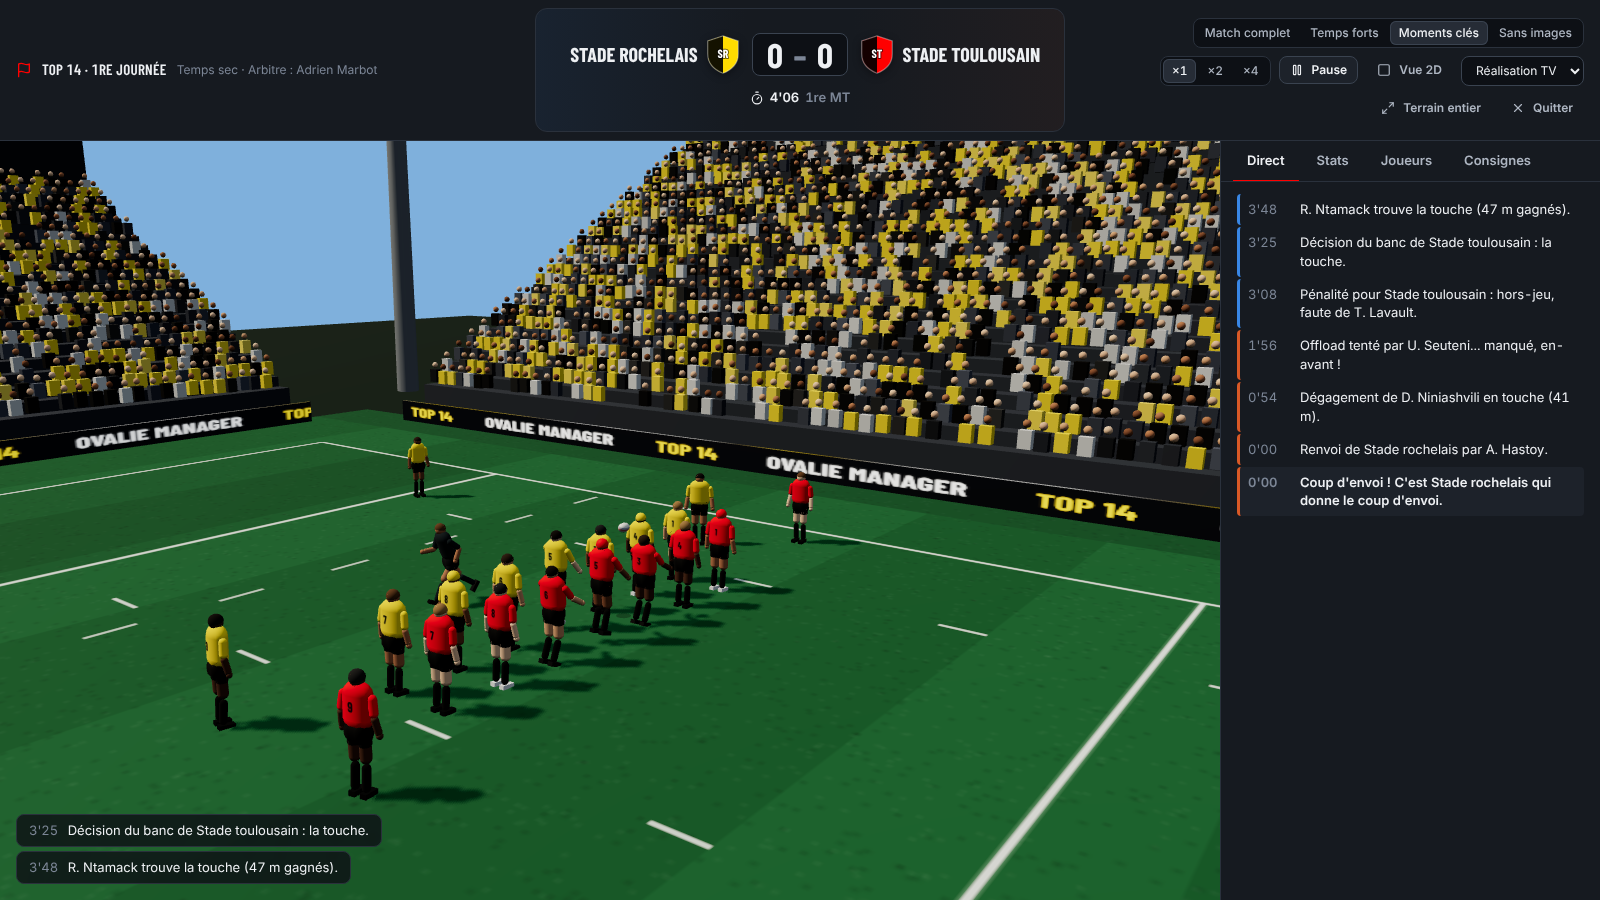 TOP 14 · 1RE JOURNÉE Temps sec · Arbitre : Adrien Marbot
STADE ROCHELAIS SR 0 – 0 ST STADE TOULOUSAIN
4'06 1re MT
Match complet Temps forts Moments clés Sans images
×1 ×2 ×4 Pause Vue 2D Réalisation TV
Terrain entier Quitter
Direct Stats Joueurs Consignes
3'48 R. Ntamack trouve la touche (47 m gagnés).
3'25 Décision du banc de Stade toulousain : la
touche.
3'08 Pénalité pour Stade toulousain : hors-jeu,
faute de T. Lavault.
1'56 Offload tenté par U. Seuteni... manqué, en-
avant !
0'54 Dégagement de D. Niniashvili en touche (41
m).
0'00 Renvoi de Stade rochelais par A. Hastoy.
0'00 Coup d'envoi ! C'est Stade rochelais qui
donne le coup d'envoi.
14 OVALIE MANAGER TOP
TOP 14 OVALIE MANAGER TOP 14 OVALIE MANAGER TOP 14
5
7
7
9
3'25 Décision du banc de Stade toulousain : la touche.
3'48 R. Ntamack trouve la touche (47 m gagnés).